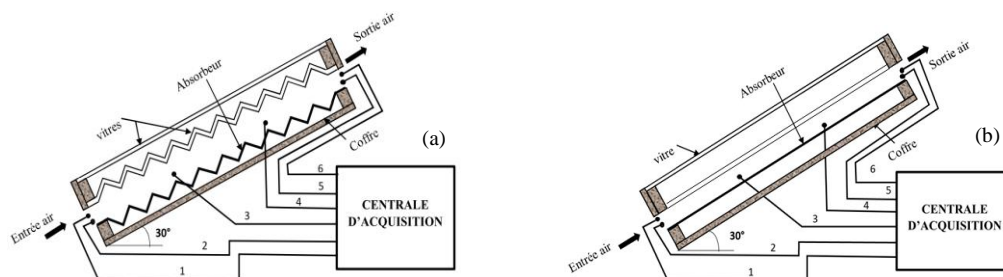 Sortie air
Absorbeur
vitres
(a)
Coffre
6
5
4
CENTRALE
D'ACQUISITION
3
Entrée air
30°
2
1
Sortie air
Absorbeur
vitre
(b)
Coffre
6
5
4
CENTRALE
D'ACQUISITION
3
Entrée air
30°
2
1